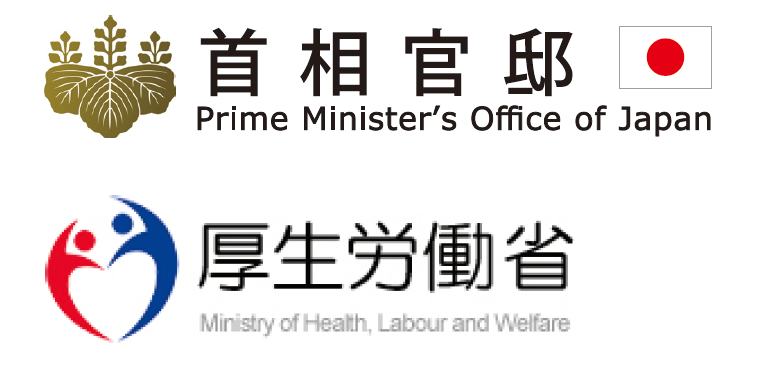 首相官邸
Prime Minister's Office of Japan
厚生労働省
Ministry of Health, Labour and Welfare